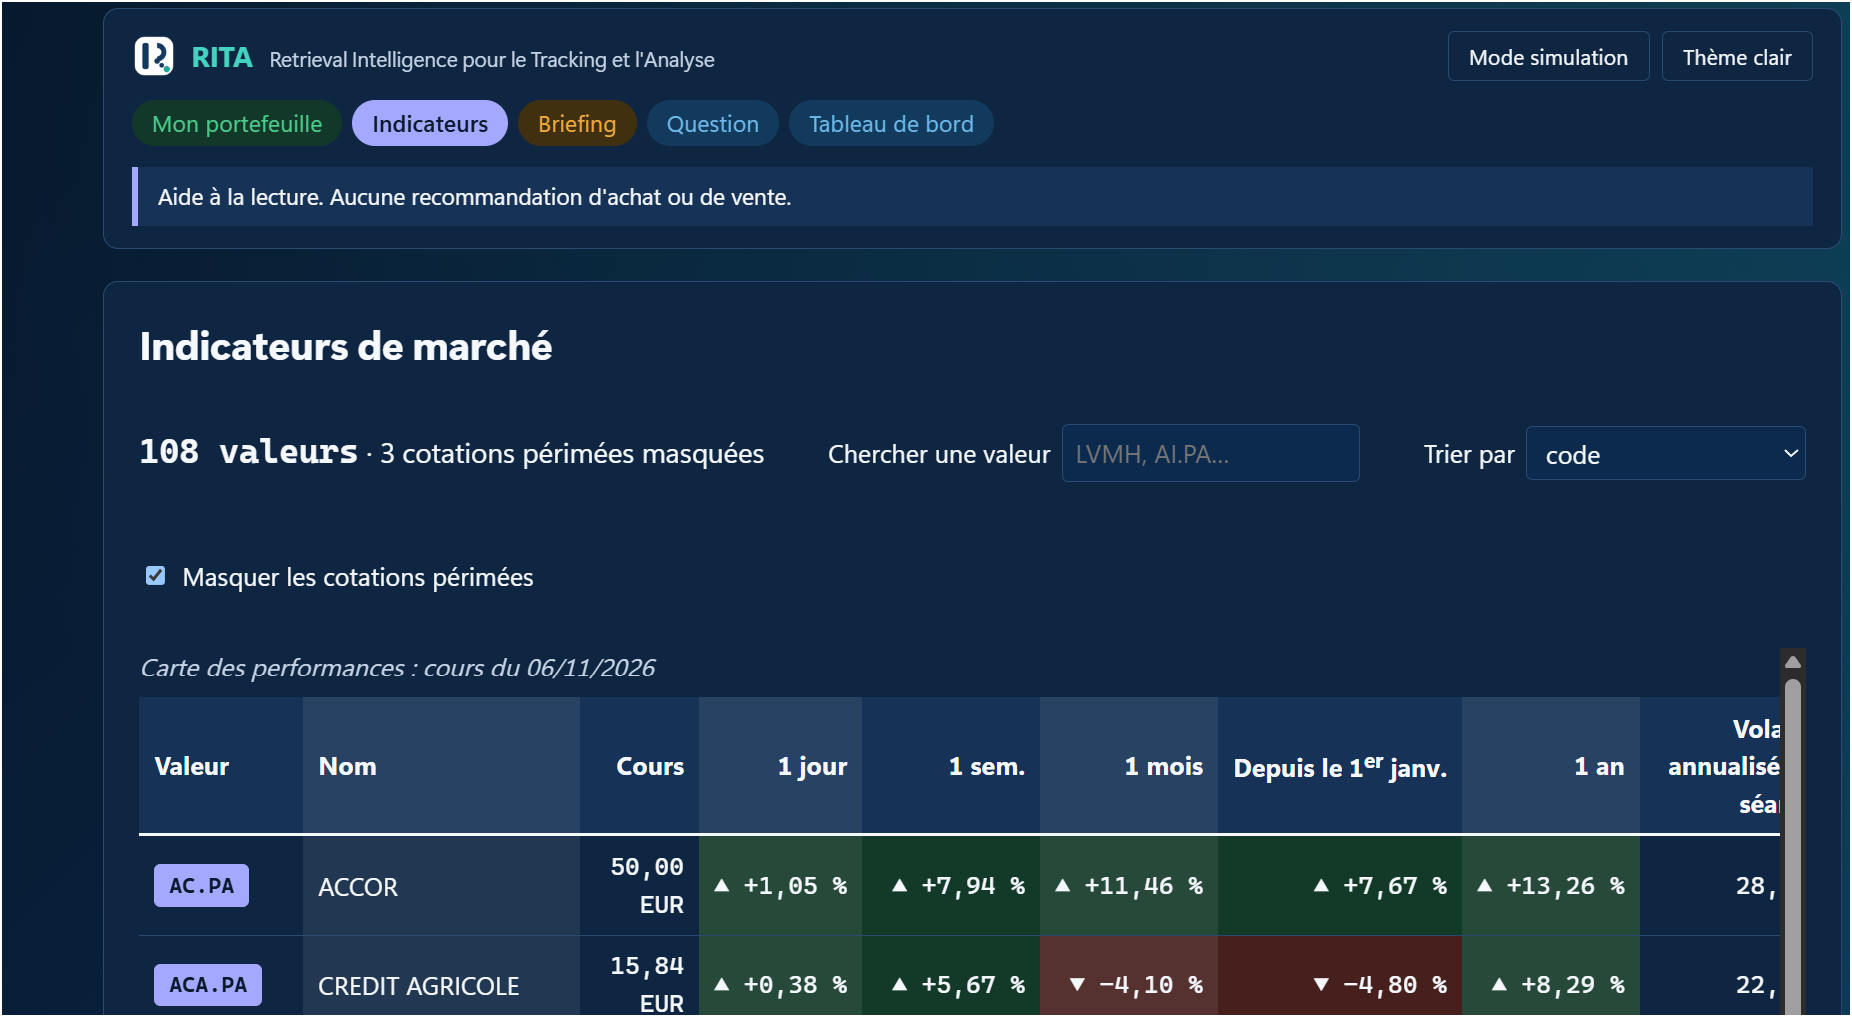 RITA Retrieval Intelligence pour le Tracking et l'Analyse Mode simulation Thème clair
Mon portefeuille Indicateurs Briefing Question Tableau de bord
Aide à la lecture. Aucune recommandation d'achat ou de vente.
Indicateurs de marché
108 valeurs · 3 cotations périmées masquées Chercher une valeur LVMH, AI.PA... Trier par code
Masquer les cotations périmées
Carte des performances : cours du 06/11/2026
Valeur Nom Cours 1 jour 1 sem. 1 mois Depuis le 1er janv. 1 an
AC.PA ACCOR 50,00 EUR ▲ +1,05 % ▲ +7,94 % ▲ +11,46 % ▲ +7,67 % ▲ +13,26 % 28,
ACA.PA CREDIT AGRICOLE 15,84 EUR ▲ +0,38 % ▲ +5,67 % ▼ −4,10 % ▼ −4,80 % ▲ +8,29 % 22,